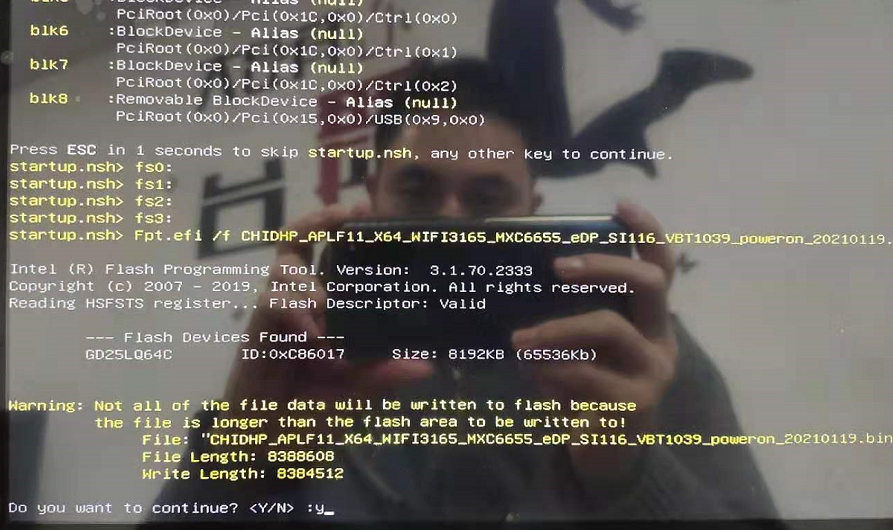 :BlockDevice - Alias (null)
PciRoot(0x0)/Pci(0x1C,0x0)/Ctrl(0x0)
blk6 :BlockDevice - Alias (null)
PciRoot(0x0)/Pci(0x1C,0x0)/Ctrl(0x1)
blk7 :BlockDevice - Alias (null)
PciRoot(0x0)/Pci(0x1C,0x0)/Ctrl(0x2)
blk8 :Removable BlockDevice - Alias (null)
PciRoot(0x0)/Pci(0x15,0x0)/USB(0x9,0x0)
Press ESC in 1 seconds to skip startup.nsh, any other key to continue.
startup.nsh> fs0:
startup.nsh> fs1:
startup.nsh> fs2:
startup.nsh> fs3:
startup.nsh> Fpt.efi /f CHIDHP_APLF11_X64_WIFI3165_MXC6655_eDP_SI116_VBT1039_poweron_20210119.
Intel (R) Flash Programming Tool. Version: 3.1.70.2333
Copyright (c) 2007 - 2019, Intel Corporation. All rights reserved.
Reading HSFSTS register... Flash Descriptor: Valid
--- Flash Devices Found ---
GD25LQ64C ID:0xC86017 Size: 8192KB (65536Kb)
Warning: Not all of the file data will be written to flash because
the file is longer than the flash area to be written to!
File: "CHIDHP_APLF11_X64_WIFI3165_MXC6655_eDP_SI116_VBT1039_poweron_20210119.bin
File Length: 8388608
Write Length: 8384512
Do you want to continue? <Y/N> :y_